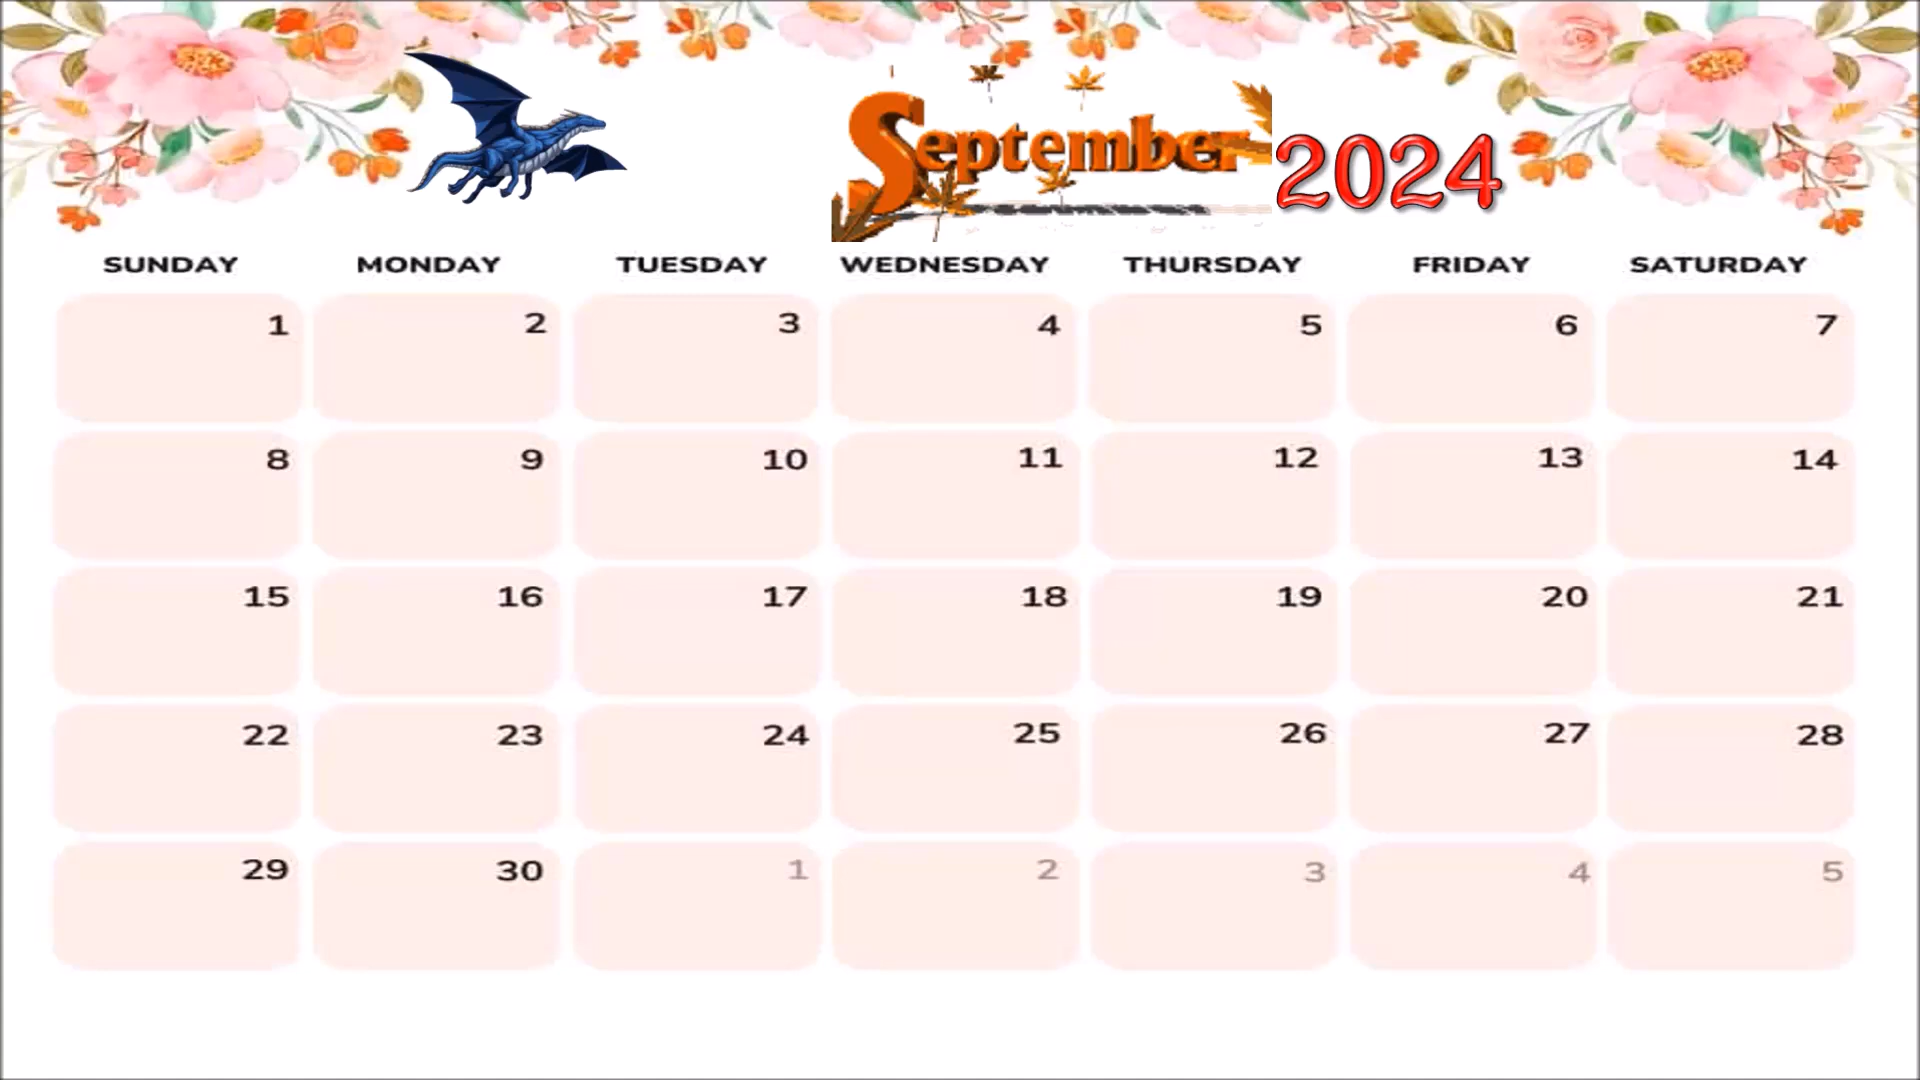 September 2024
SUNDAY MONDAY TUESDAY WEDNESDAY THURSDAY FRIDAY SATURDAY
1 2 3 4 5 6 7
8 9 10 11 12 13 14
15 16 17 18 19 20 21
22 23 24 25 26 27 28
29 30 1 2 3 4 5